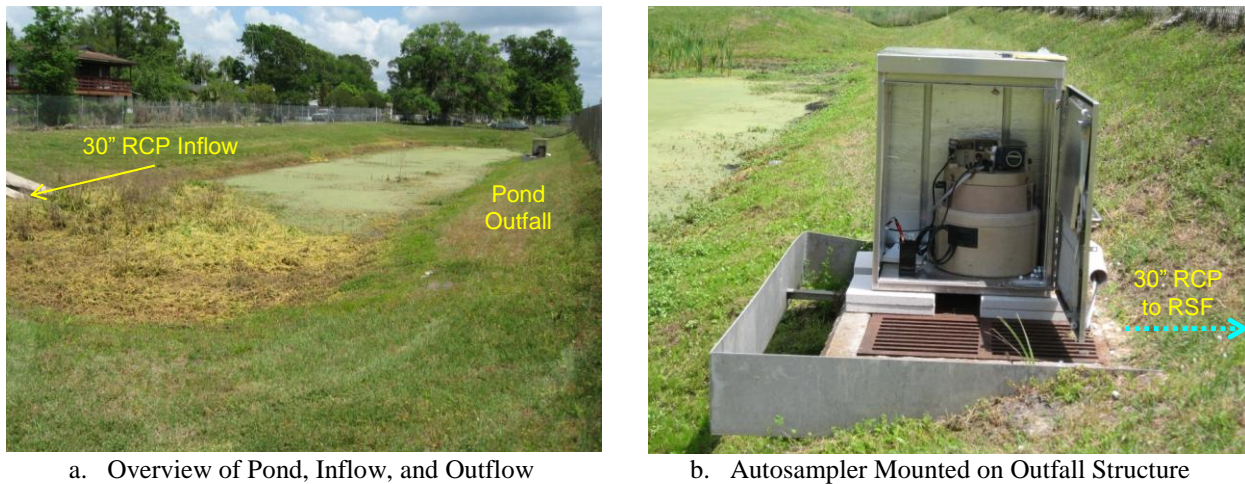 30” RCP Inflow
Pond
Outfall
30” RCP
to RSF
a. Overview of Pond, Inflow, and Outflow
b. Autosampler Mounted on Outfall Structure